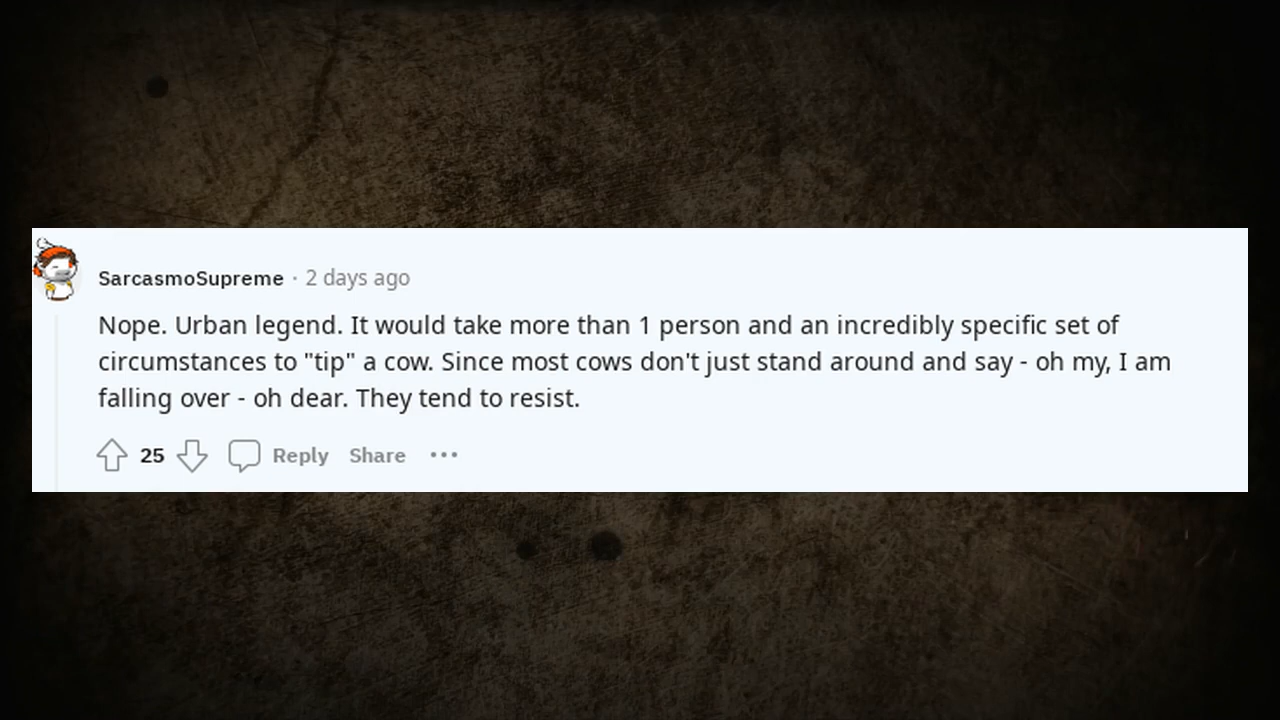 SarcasmoSupreme · 2 days ago
Nope. Urban legend. It would take more than 1 person and an incredibly specific set of
circumstances to "tip" a cow. Since most cows don't just stand around and say - oh my, I am
falling over - oh dear. They tend to resist.
25 Reply Share •••